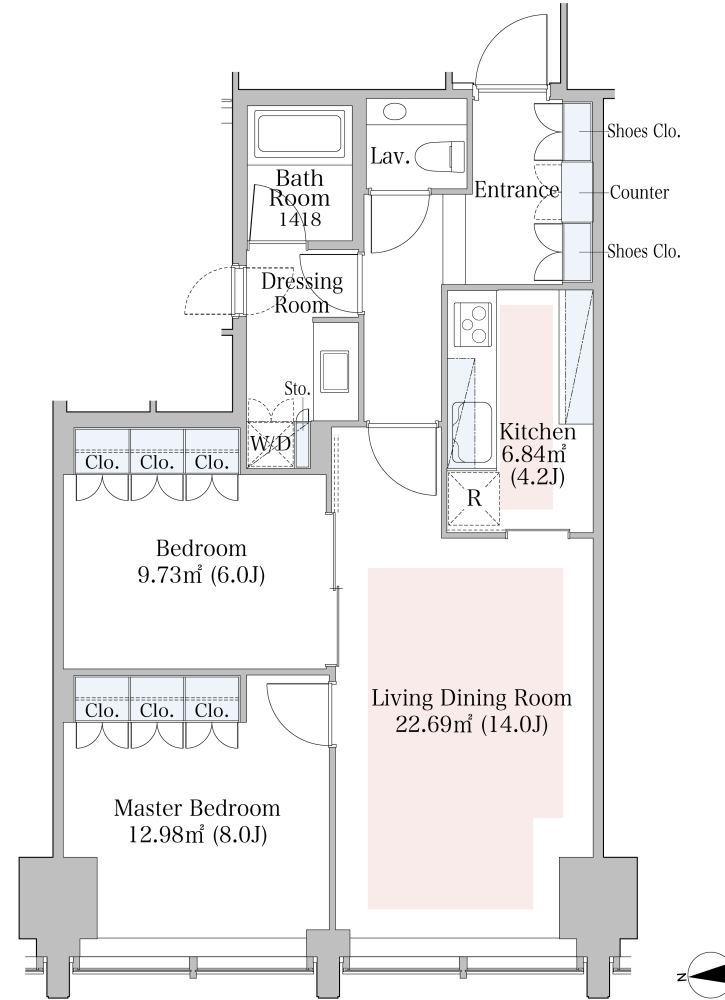 Shoes Clo.
Lav.
Bath
Room
1418
Entrance
Counter
Shoes Clo.
Dressing
Room
Sto.
W/D
Kitchen
6.84㎡
(4.2J)
Clo. Clo. Clo.
R
Bedroom
9.73㎡ (6.0J)
Living Dining Room
22.69㎡ (14.0J)
Clo. Clo. Clo.
Master Bedroom
12.98㎡ (8.0J)
N